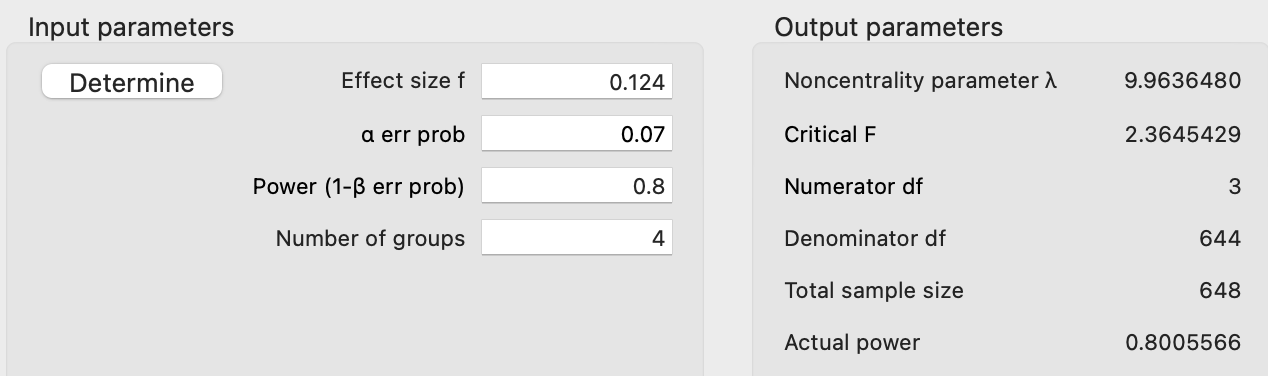 Input parameters
Output parameters
Determine
Effect size f 0.124
α err prob 0.07
Power (1-β err prob) 0.8
Number of groups 4
Noncentrality parameter λ 9.9636480
Critical F 2.3645429
Numerator df 3
Denominator df 644
Total sample size 648
Actual power 0.8005566